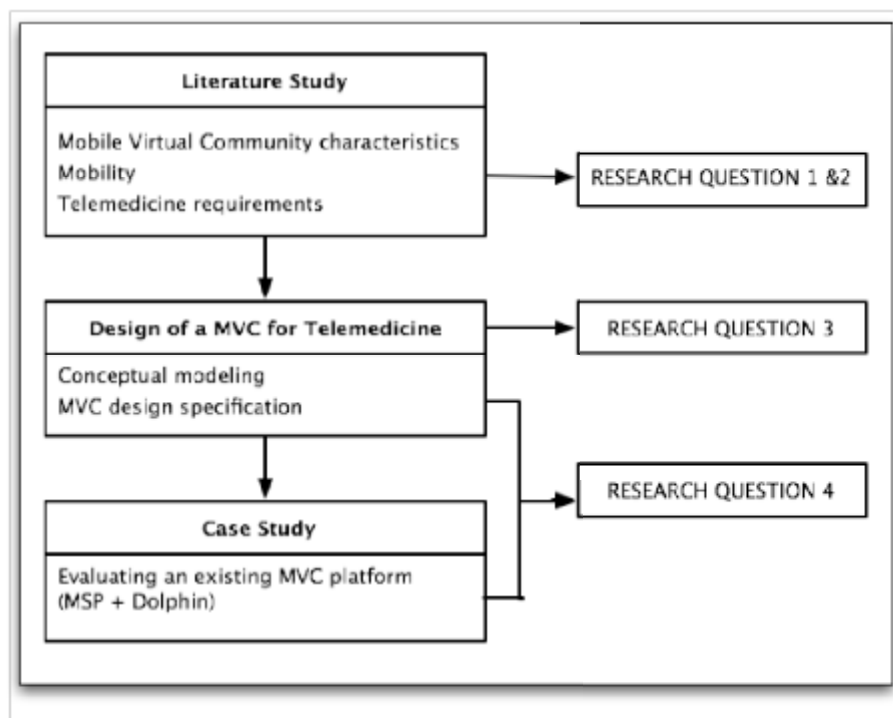 Literature Study
Mobile Virtual Community characteristics
Mobility
Telemedicine requirements
RESEARCH QUESTION 1 &2
Design of a MVC for Telemedicine
Conceptual modeling
MVC design specification
RESEARCH QUESTION 3
RESEARCH QUESTION 4
Case Study
Evaluating an existing MVC platform
(MSP + Dolphin)